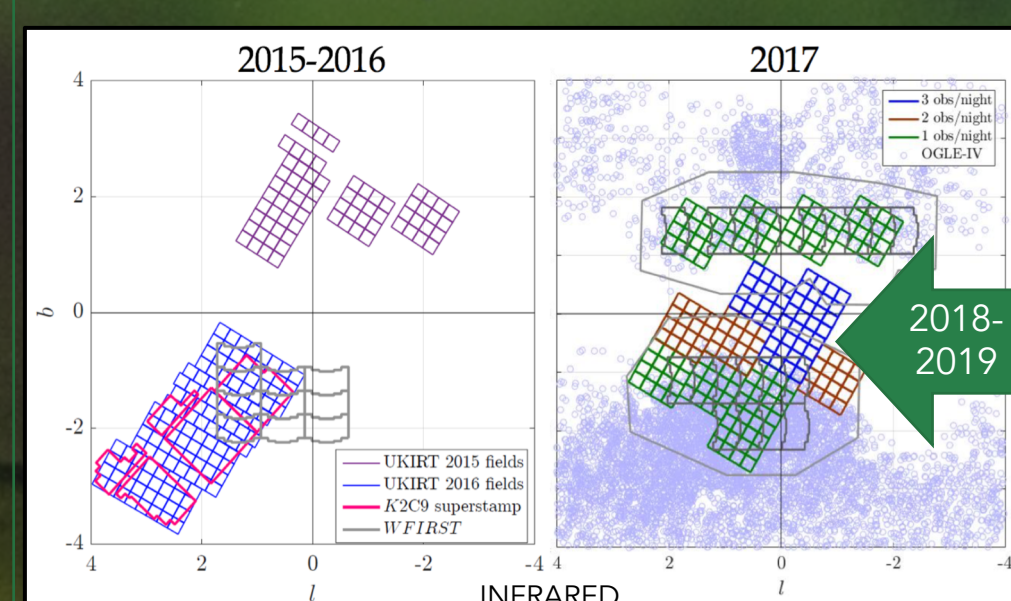 2015-2016
2017
4
2
0
-2
-4
b
4
2
0
-2
-4
l
UKIRT 2015 fields
UKIRT 2016 fields
K2C9 superstamp
WFIRST
3 obs/night
2 obs/night
1 obs/night
OGLE-IV
4
2
0
-2
-4
l
2018-
2019
INFRARED